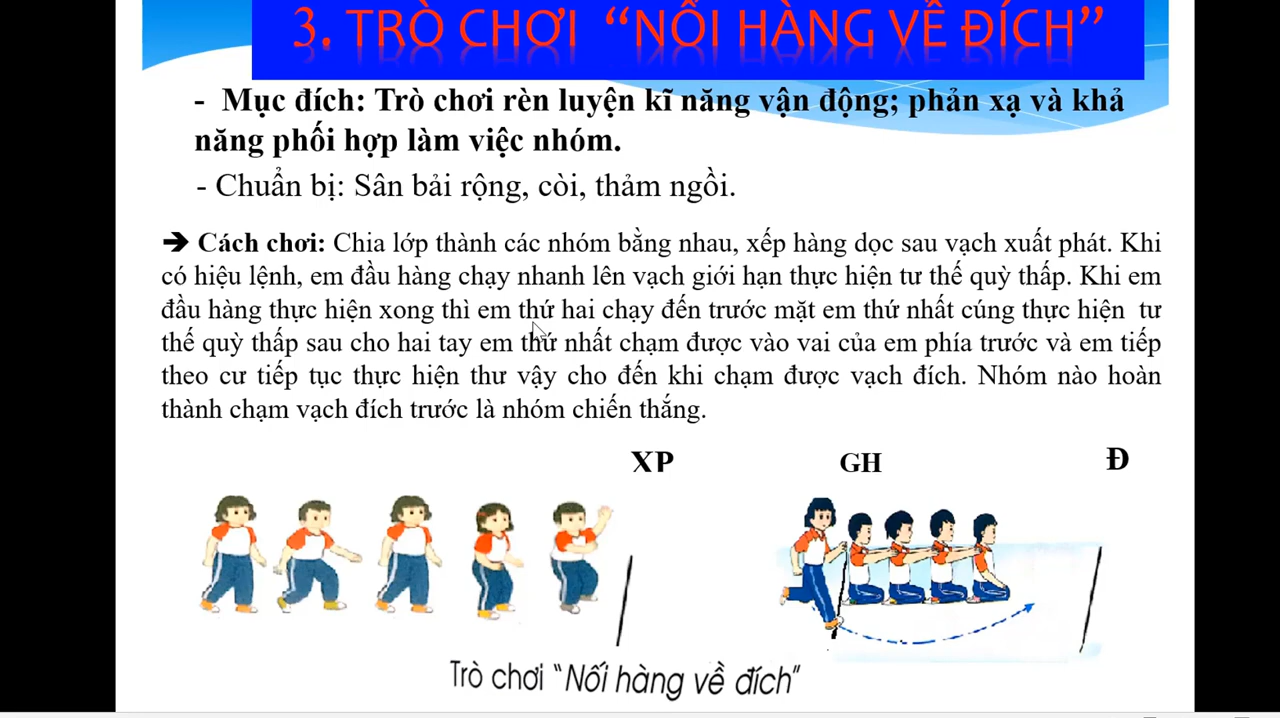 3. TRÒ CHƠI “NỐI HÀNG VỀ ĐÍCH”
- Mục đích: Trò chơi rèn luyện kĩ năng vận động; phản xạ và khả
năng phối hợp làm việc nhóm.
- Chuẩn bị: Sân bải rộng, còi, thảm ngồi.
➔ Cách chơi: Chia lớp thành các nhóm bằng nhau, xếp hàng dọc sau vạch xuất phát. Khi
có hiệu lệnh, em đầu hàng chạy nhanh lên vạch giới hạn thực hiện tư thế quỳ thấp. Khi em
đầu hàng thực hiện xong thì em thứ hai chạy đến trước mặt em thứ nhất cúng thực hiện tư
thế quỳ thấp sau cho hai tay em thứ nhất chạm được vào vai của em phía trước và em tiếp
theo cư tiếp tục thực hiện thư vậy cho đến khi chạm được vạch đích. Nhóm nào hoàn
thành chạm vạch đích trước là nhóm chiến thắng.
XP GH Đ
Trò chơi "Nối hàng về đích"